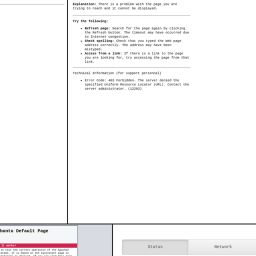 Explanation: There is a problem with the page you are
trying to reach and it cannot be displayed.
Try the following:
Refresh page: Search for the page again by clicking
the Refresh button. The timeout may have occurred due
to Internet congestion.
Check spelling: Check that you typed the Web page
address correctly. The address may have been
mistyped.
Access from a link: If there is a link to the page
you are looking for, try accessing the page from that
link.
Technical Information (for support personnel)
Error Code: 403 Forbidden. The server denied the
specified Uniform Resource Locator (URL). Contact the
server administrator. (12202)
buntu Default Page
It works!
Status
Network